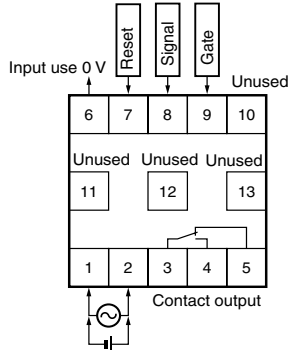 Reset
Signal
Gate
Input use 0 V
Unused
6 7 8 9 10
Unused Unused Unused
11 12 13
1 2 3 4 5
Contact output